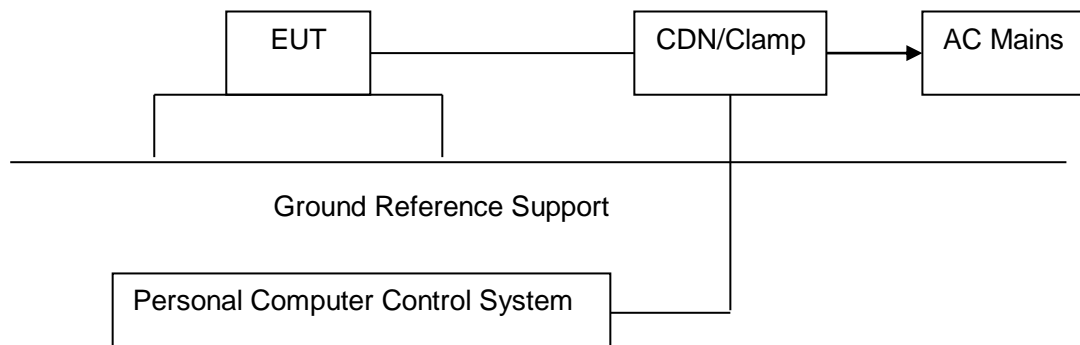 EUT
CDN/Clamp
AC Mains
Ground Reference Support
Personal Computer Control System